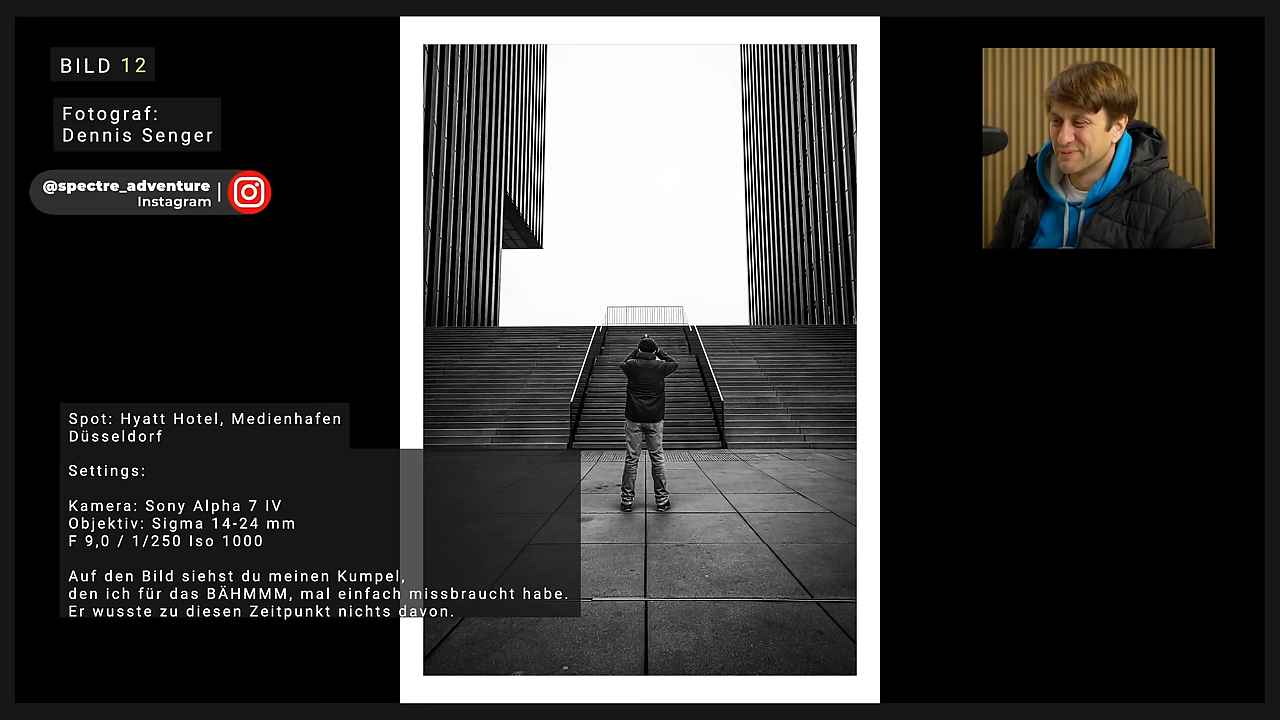 BILD 12
Fotograf:
Dennis Senger
@spectre_adventure
Instagram
Spot: Hyatt Hotel, Medienhafen
Düsseldorf
Settings:
Kamera: Sony Alpha 7 IV
Objektiv: Sigma 14-24 mm
F 9,0 / 1/250 Iso 1000
Auf den Bild siehst du meinen Kumpel,
den ich für das BÄHMMM, mal einfach missbraucht habe.
Er wusste zu diesen Zeitpunkt nichts davon.